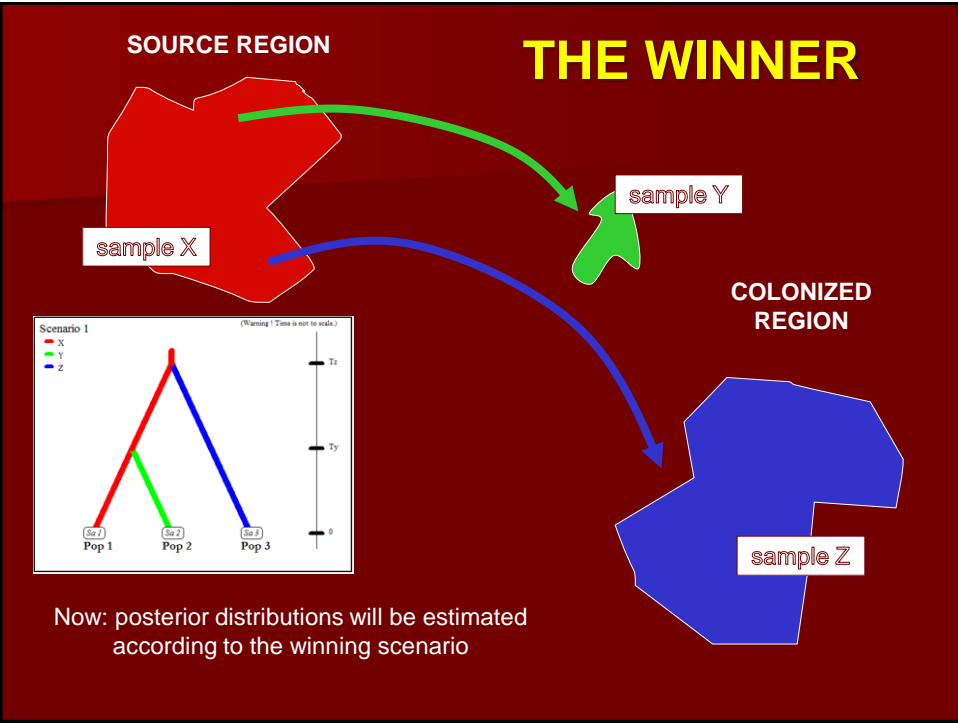 SOURCE REGION
THE WINNER
sample Y
sample X
COLONIZED
REGION
Scenario 1
(Warning ! Time is not to scale.)
X
Y
Z
Tz
Ty
0
Sa 1
Sa 2
Sa 3
Pop 1
Pop 2
Pop 3
sample Z
Now: posterior distributions will be estimated
according to the winning scenario